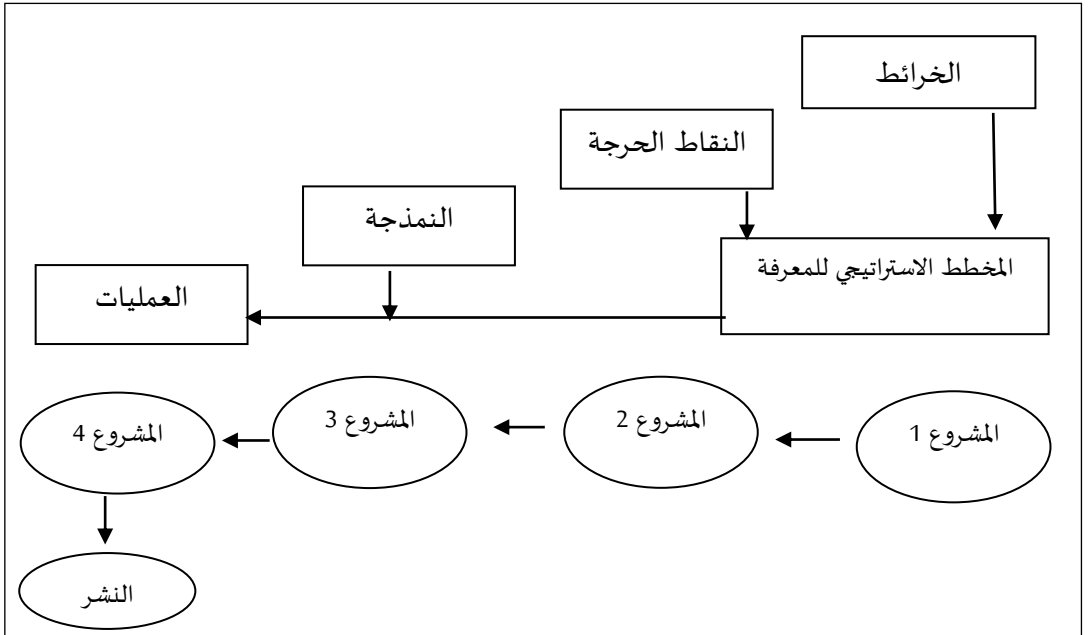 الخرائط
النقاط الحرجة
النمذجة
المخطط الاستراتيجي للمعرفة
العمليات
المشروع 1
المشروع 2
المشروع 3
المشروع 4
النشر